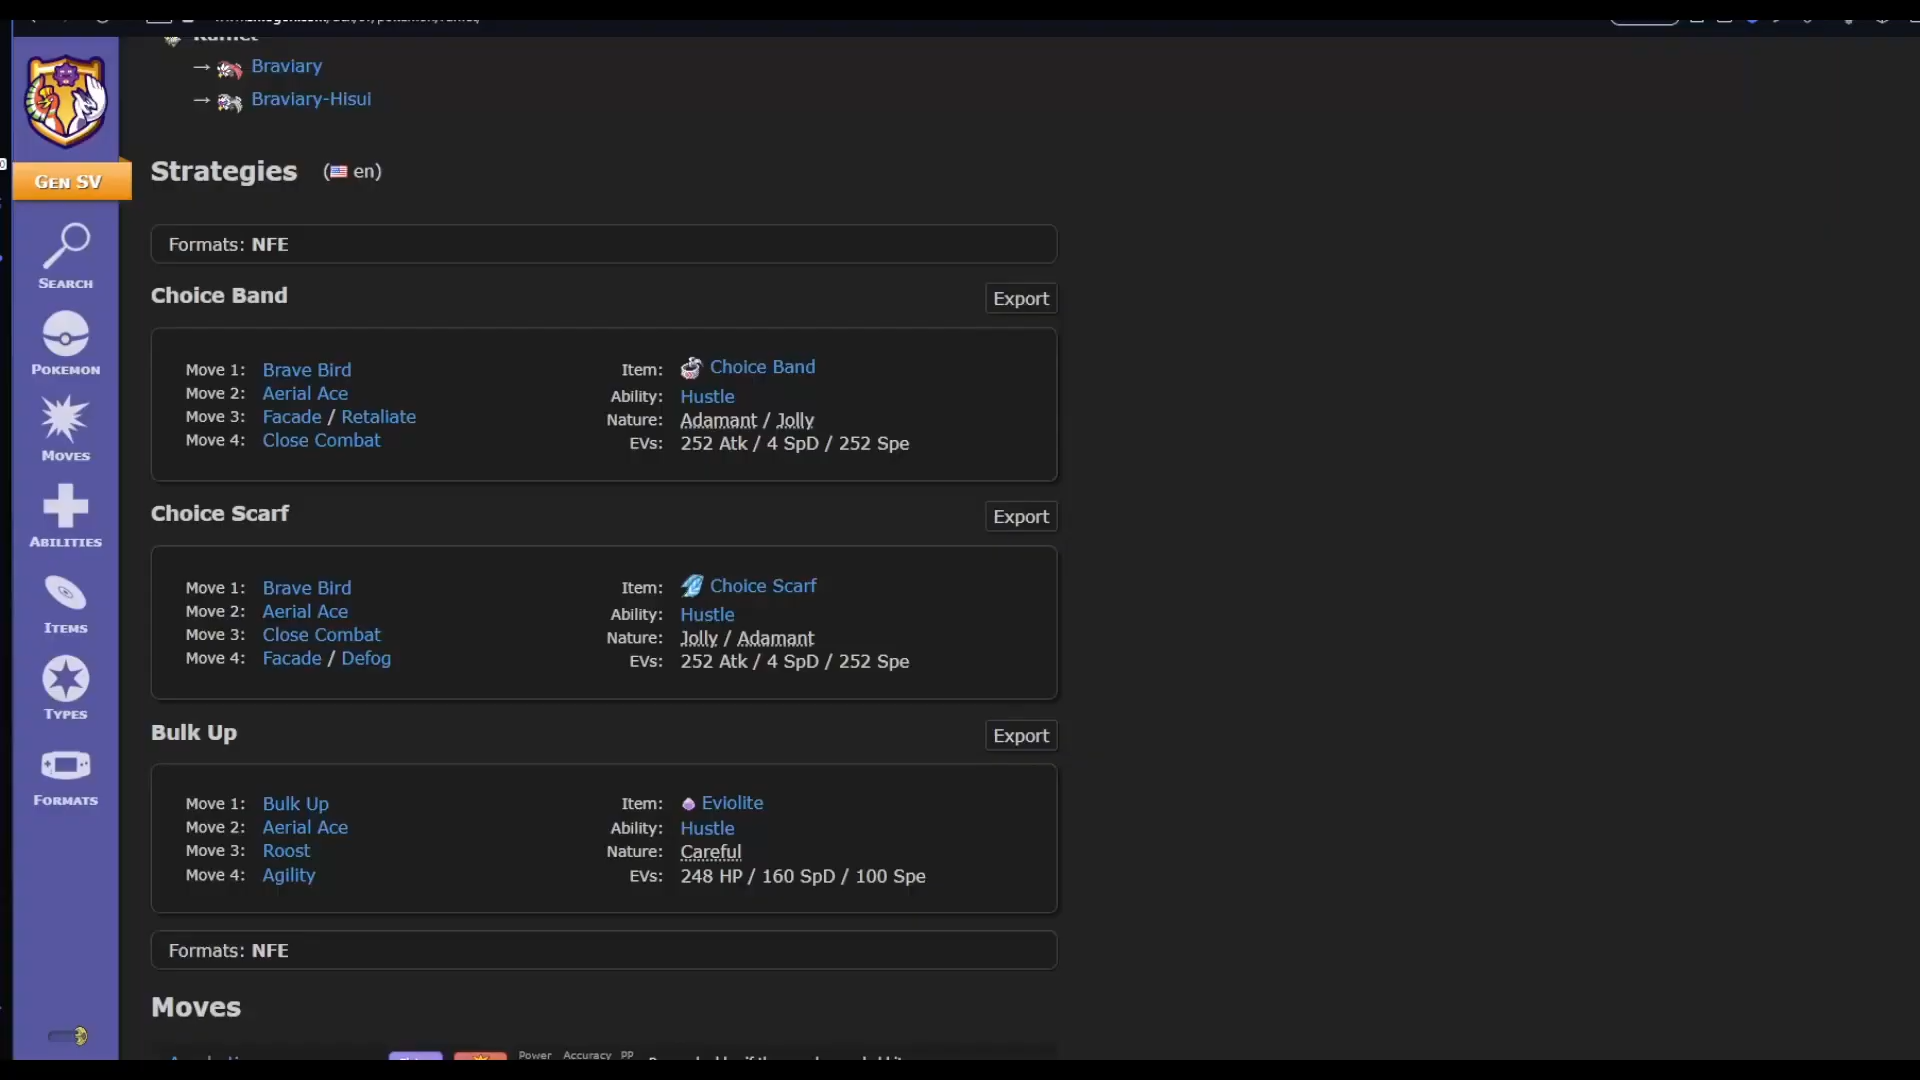 Rufflet
→ Braviary
→ Braviary-Hisui
GEN SV
SEARCH
POKEMON
MOVES
ABILITIES
ITEMS
TYPES
FORMATS
Strategies (en)
Formats: NFE
Choice Band
Export
Move 1: Brave Bird
Move 2: Aerial Ace
Move 3: Facade / Retaliate
Move 4: Close Combat
Item: Choice Band
Ability: Hustle
Nature: Adamant / Jolly
EVs: 252 Atk / 4 SpD / 252 Spe
Choice Scarf
Export
Move 1: Brave Bird
Move 2: Aerial Ace
Move 3: Close Combat
Move 4: Facade / Defog
Item: Choice Scarf
Ability: Hustle
Nature: Jolly / Adamant
EVs: 252 Atk / 4 SpD / 252 Spe
Bulk Up
Export
Move 1: Bulk Up
Move 2: Aerial Ace
Move 3: Roost
Move 4: Agility
Item: Eviolite
Ability: Hustle
Nature: Careful
EVs: 248 HP / 160 SpD / 100 Spe
Formats: NFE
Moves
Power Accuracy PP